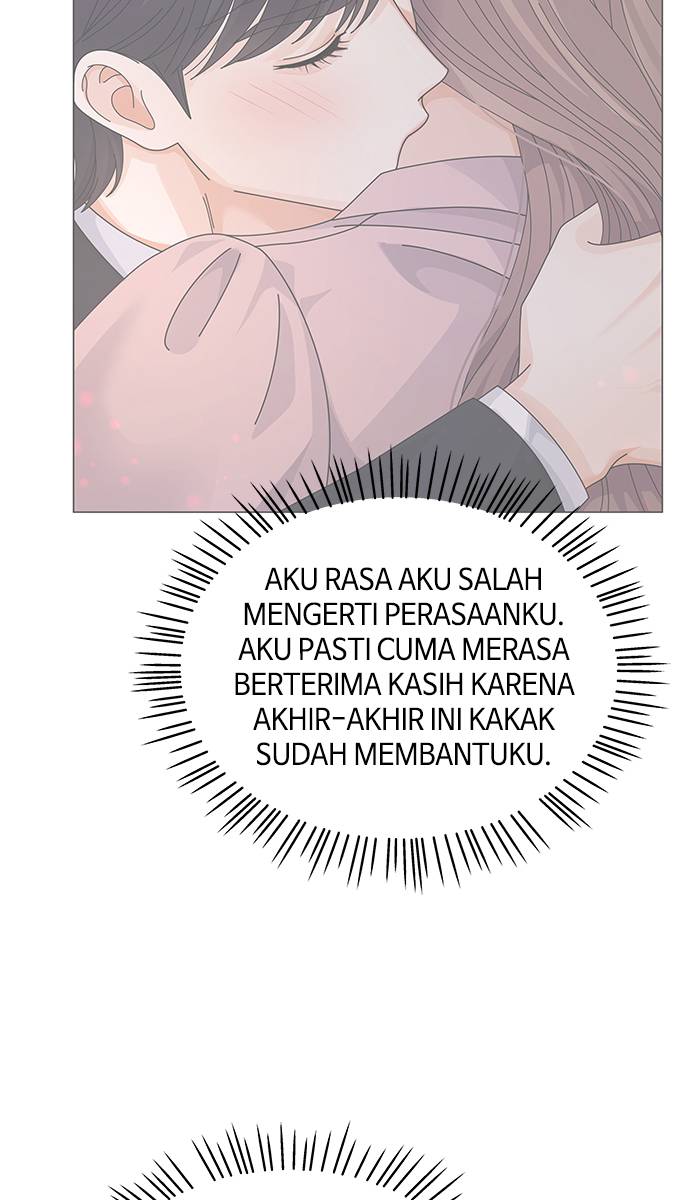 AKU RASA AKU SALAH
MENGERTI PERASAANKU.
AKU PASTI CUMA MERASA
BERTERIMA KASIH KARENA
AKHIR-AKHIR INI KAKAK
SUDAH MEMBANTUKU.